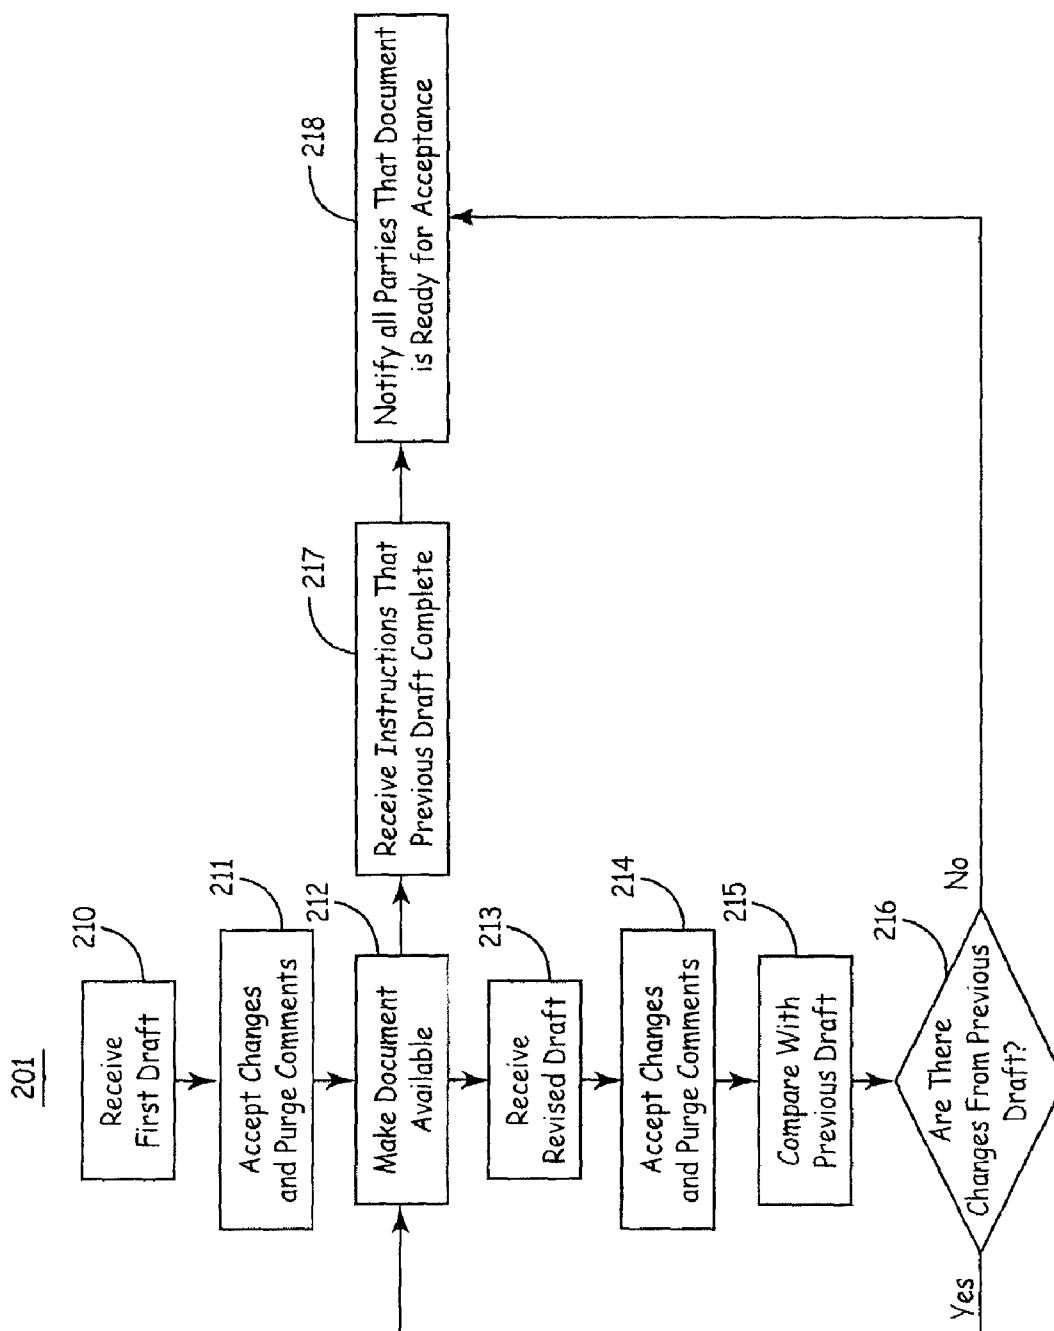 201
210
Receive
First Draft
211
Accept Changes
and Purge Comments
212
Make Document
Available
213
Receive
Revised Draft
214
Accept Changes
and Purge Comments
215
Compare With
Previous Draft
216
Are There
Changes From Previous
Draft?
Yes
No
217
Receive Instructions That
Previous Draft Complete
218
Notify all Parties That Document
is Ready for Acceptance